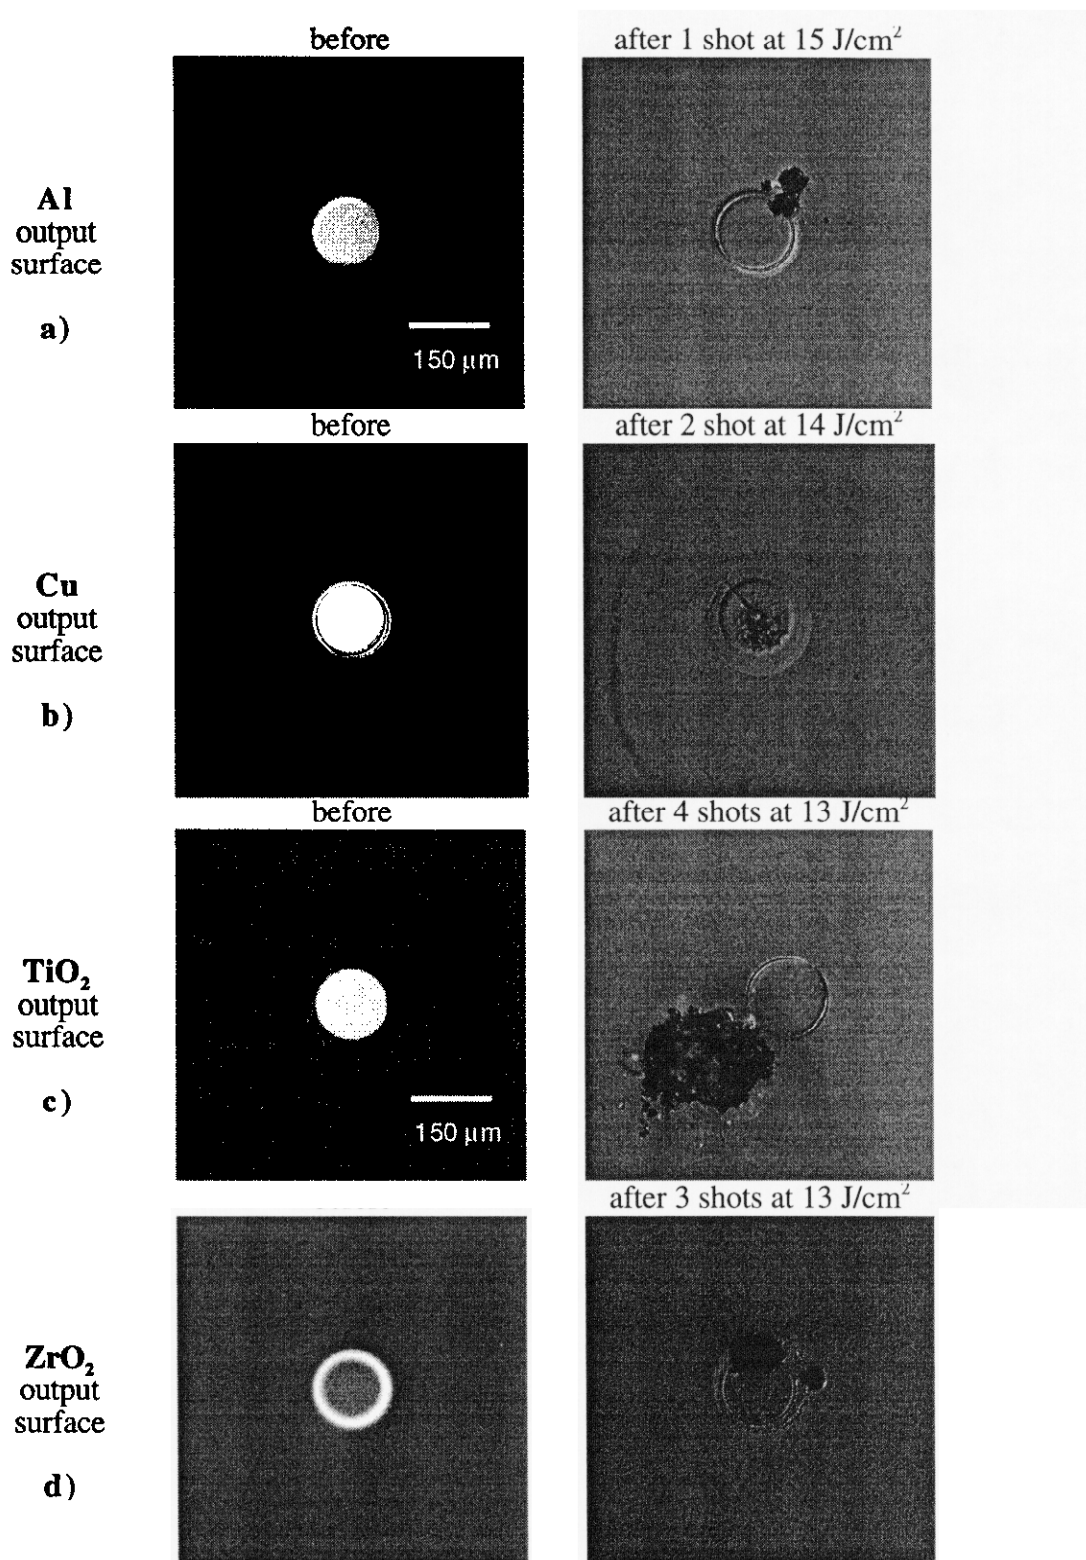 before
after 1 shot at 15 J/cm²
Al
output
surface
a)
150 μm
before
after 2 shot at 14 J/cm²
Cu
output
surface
b)
before
after 4 shots at 13 J/cm²
TiO₂
output
surface
c)
150 μm
after 3 shots at 13 J/cm²
ZrO₂
output
surface
d)